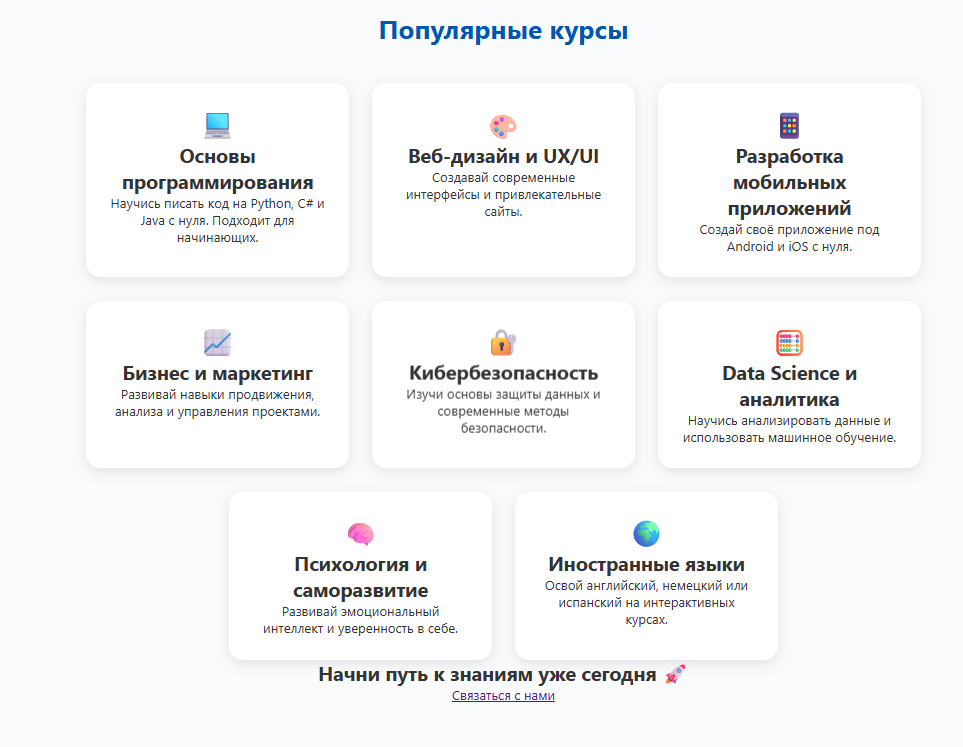 Популярные курсы
Основы
программирования
Научись писать код на Python, C# и
Java с нуля. Подходит для
начинающих.
Веб-дизайн и UX/UI
Создавай современные
интерфейсы и привлекательные
сайты.
Разработка
мобильных
приложений
Создай своё приложение под
Android и iOS с нуля.
Бизнес и маркетинг
Развивай навыки продвижения,
анализа и управления проектами.
Кибербезопасность
Изучи основы защиты данных и
современные методы
безопасности.
Data Science и
аналитика
Научись анализировать данные и
использовать машинное обучение.
Психология и
саморазвитие
Развивай эмоциональный
интеллект и уверенность в себе.
Иностранные языки
Освой английский, немецкий или
испанский на интерактивных
курсах.
Начни путь к знаниям уже сегодня 🚀
Связаться с нами